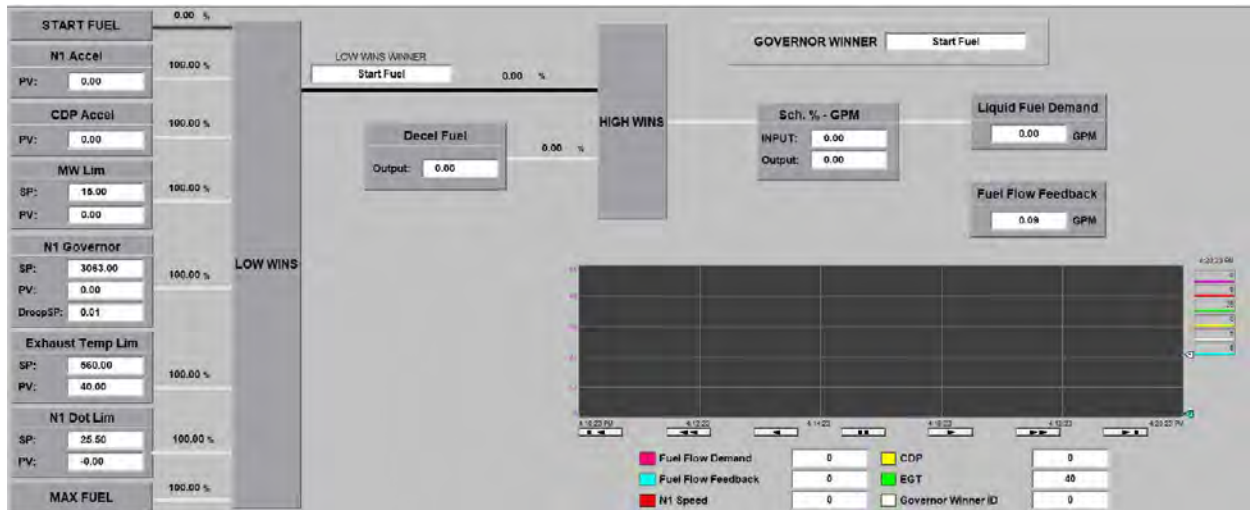 START FUEL
0.00 %
N1 Accel
PV: 0.00
100.00 %
CDP Accel
PV: 0.00
100.00 %
MW Lim
SP: 15.00
PV: 0.00
100.00 %
N1 Governor
SP: 3063.00
PV: 0.00
DroopSP: 0.01
100.00 %
Exhaust Temp Lim
SP: 560.00
PV: 40.00
100.00 %
N1 Dot Lim
SP: 25.50
PV: -0.00
100.00 %
MAX FUEL
100.00 %
LOW WINS
LOW WINS WINNER
Start Fuel
0.00 %
Decel Fuel
Output: 0.00
0.00 %
HIGH WINS
GOVERNOR WINNER Start Fuel
Sch. % - GPM
INPUT: 0.00
Output: 0.00
Liquid Fuel Demand
0.00 GPM
Fuel Flow Feedback
0.09 GPM
Fuel Flow Demand 0
Fuel Flow Feedback 0
N1 Speed 0
CDP 0
EGT 40
Governor Winner ID 0